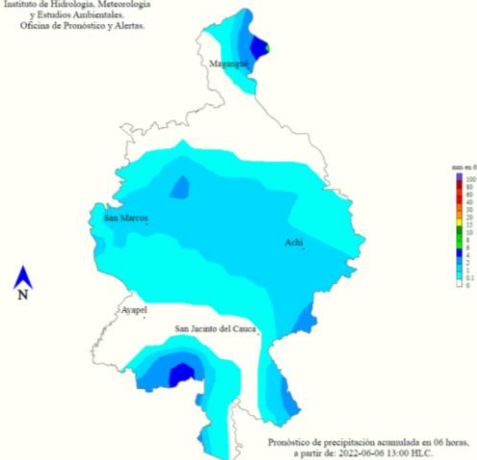 Instituto de Hidrología, Meteorología
y Estudios Ambientales.
Oficina de Pronóstico y Alertas.
Magangué
San Marcos
Achí
N
Ayapel
San Jacinto del Cauca
mm en 6
100
80
60
40
30
20
15
10
8
6
4
2
1
0.1
0
Pronóstico de precipitación acumulada en 06 horas,
a partir de: 2022-06-06 13:00 HLC.